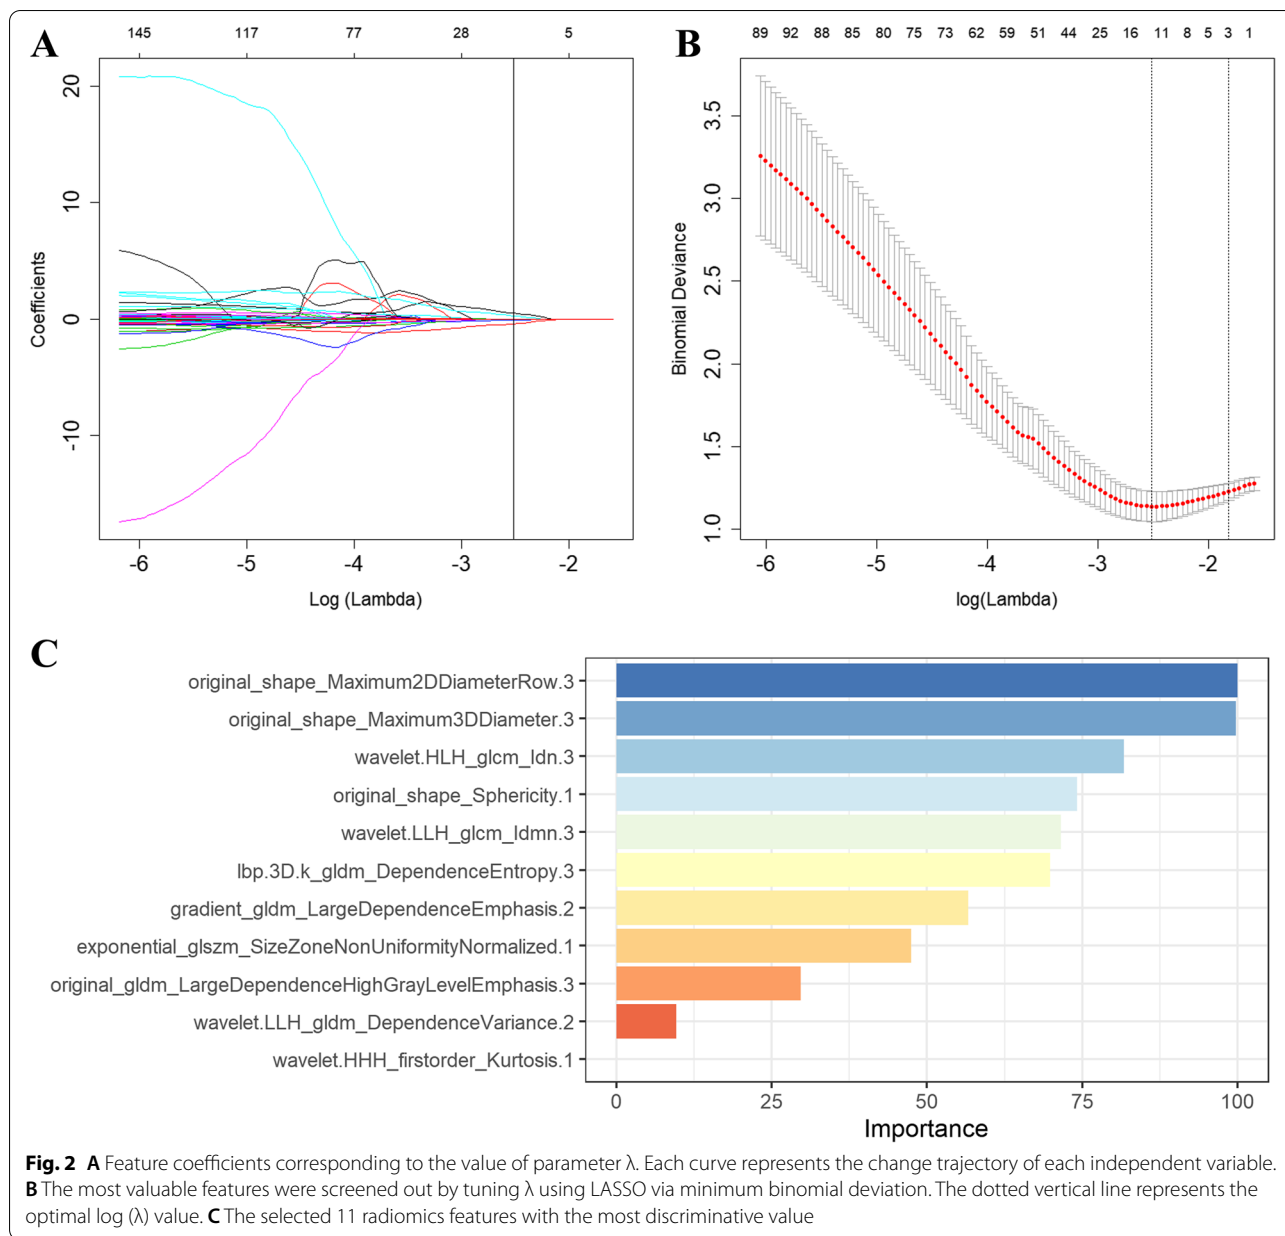 A
145 117 77 28 5
20
10
0
-10
Coefficients
-6 -5 -4 -3 -2
Log (Lambda)
B
89 92 88 85 80 75 73 62 59 51 44 25 16 11 8 5 3 1
3.5
3.0
2.5
2.0
1.5
1.0
Binomial Deviance
-6 -5 -4 -3 -2
log(Lambda)
C
original_shape_Maximum2DDiameterRow.3
original_shape_Maximum3DDiameter.3
wavelet.HLH_glcm_Idn.3
original_shape_Sphericity.1
wavelet.LLH_glcm_Idmn.3
lbp.3D.k_gldm_DependenceEntropy.3
gradient_gldm_LargeDependenceEmphasis.2
exponential_glszm_SizeZoneNonUniformityNormalized.1
original_gldm_LargeDependenceHighGrayLevelEmphasis.3
wavelet.LLH_gldm_DependenceVariance.2
wavelet.HHH_firstorder_Kurtosis.1
0 25 50 75 100
Importance
Fig. 2 A Feature coefficients corresponding to the value of parameter λ. Each curve represents the change trajectory of each independent variable.
B The most valuable features were screened out by tuning λ using LASSO via minimum binomial deviation. The dotted vertical line represents the
optimal log (λ) value. C The selected 11 radiomics features with the most discriminative value